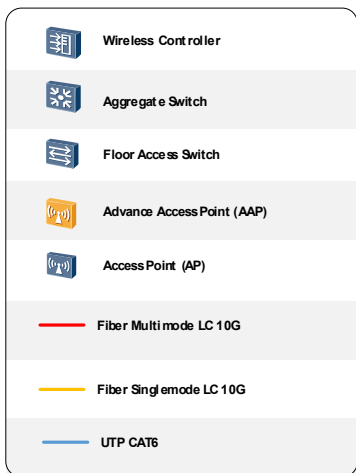 Wireless Controller
Aggregate Switch
Floor Access Switch
Advance Access Point (AAP)
Access Point (AP)
Fiber Multimode LC 10G
Fiber Singlemode LC 10G
UTP CAT6